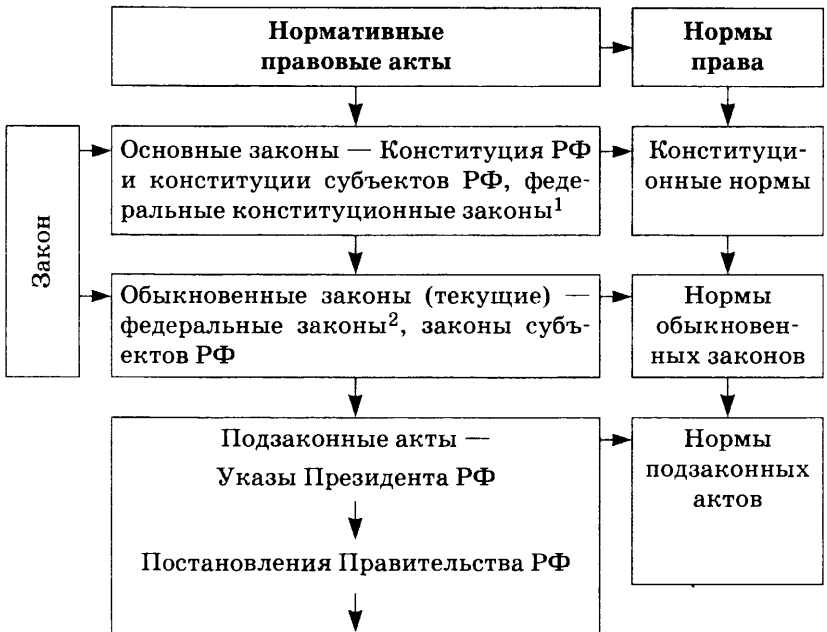 Нормативные
правовые акты
Нормы
права
Закон
Основные законы — Конституция РФ
и конституции субъектов РФ, феде-
ральные конституционные законы¹
Конституци-
онные нормы
Обыкновенные законы (текущие) —
федеральные законы², законы субъ-
ектов РФ
Нормы
обыкновен-
ных законов
Подзаконные акты —
Указы Президента РФ
Постановления Правительства РФ
Нормы
подзаконных
актов